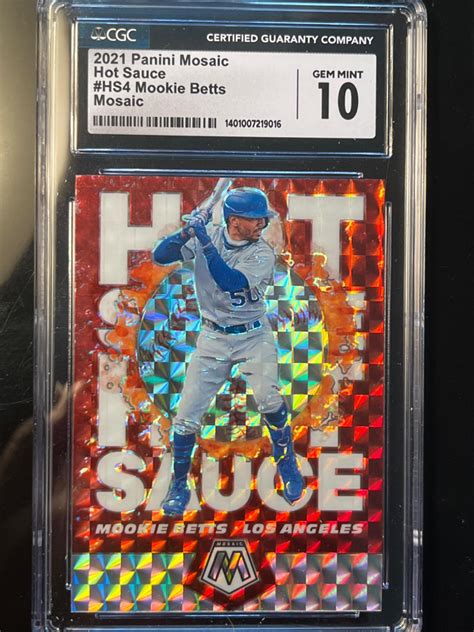 CGC
CERTIFIED GUARANTY COMPANY
2021 Panini Mosaic
Hot Sauce
#HS4 Mookie Betts
Mosaic
GEM MINT
10
1401007219016
HOT
50
SAUCE
MOOKIE BETTS · LOS ANGELES
MOSAIC
M